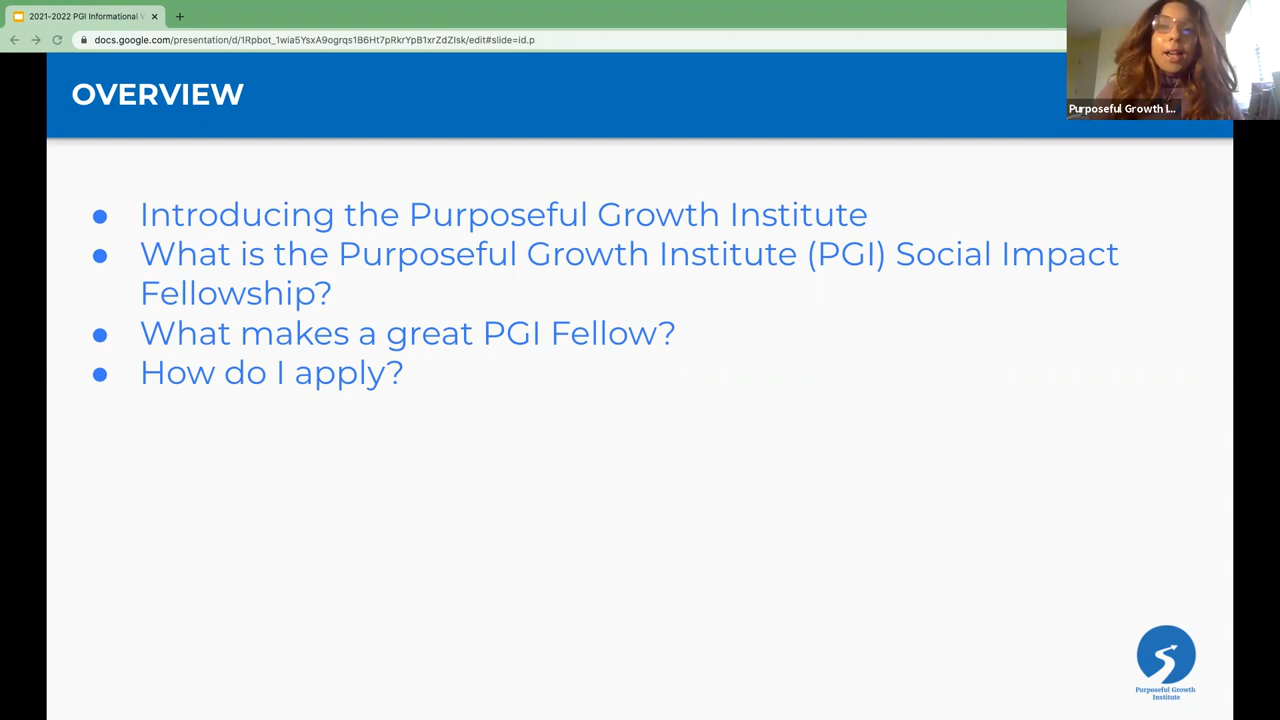 2021-2022 PGI Informational
docs.google.com/presentation/d/1Rpbot_1wia5YsxA9ogrqs1B6Ht7pRkrYpB1xrZdZIsk/edit#slide=id.p
Purposeful Growth I...
OVERVIEW
● Introducing the Purposeful Growth Institute
● What is the Purposeful Growth Institute (PGI) Social Impact
Fellowship?
● What makes a great PGI Fellow?
● How do I apply?
Purposeful Growth
Institute